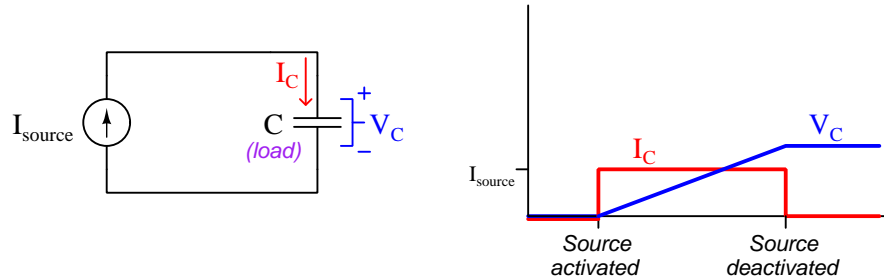 I_C
+
I_source
C
V_C
(load)
–
I_C
V_C
I_source
Source
activated
Source
deactivated